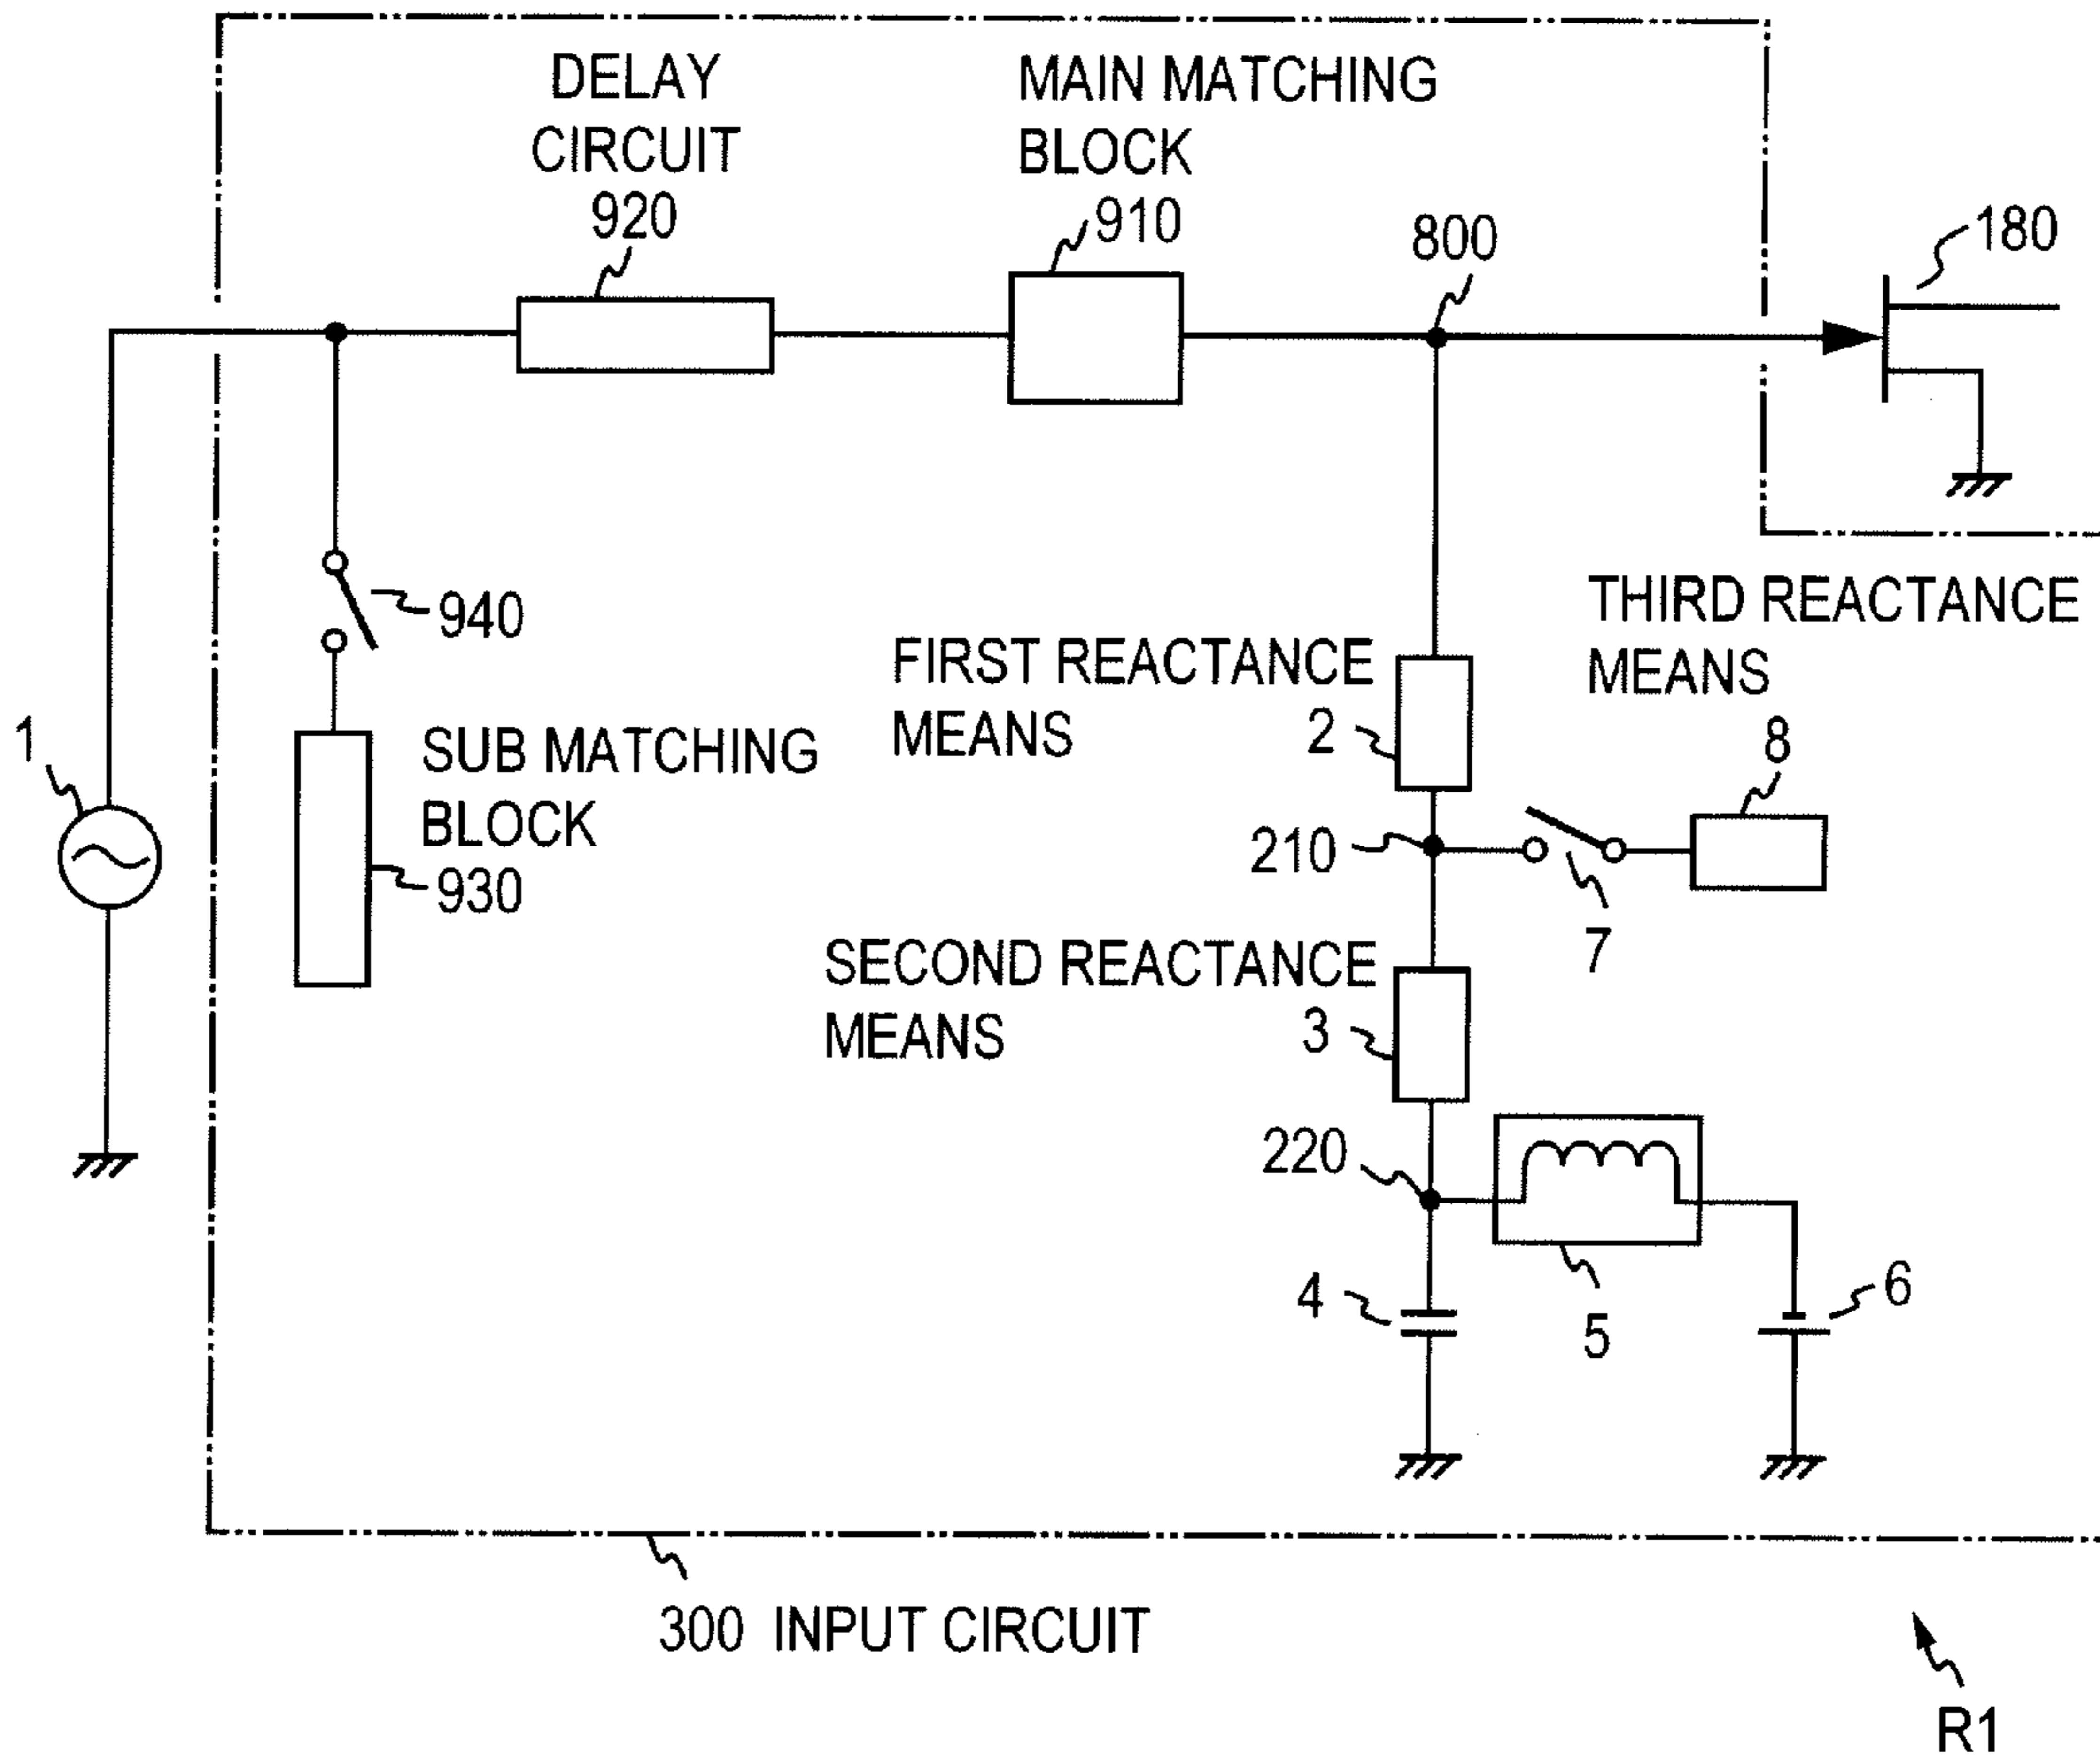 DELAY
CIRCUIT
920
MAIN MATCHING
BLOCK
910
800
180
940
FIRST REACTANCE
MEANS
2
THIRD REACTANCE
MEANS
8
1
SUB MATCHING
BLOCK
930
210
7
SECOND REACTANCE
MEANS
3
220
4
5
6
300 INPUT CIRCUIT
R1